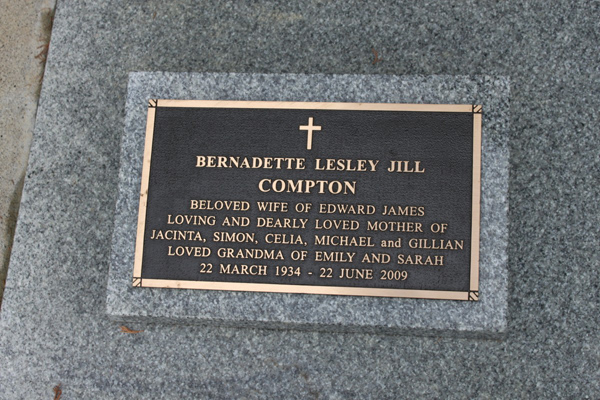 BERNADETTE LESLEY JILL
COMPTON
BELOVED WIFE OF EDWARD JAMES
LOVING AND DEARLY LOVED MOTHER OF
JACINTA, SIMON, CELIA, MICHAEL and GILLIAN
LOVED GRANDMA OF EMILY AND SARAH
22 MARCH 1934 - 22 JUNE 2009